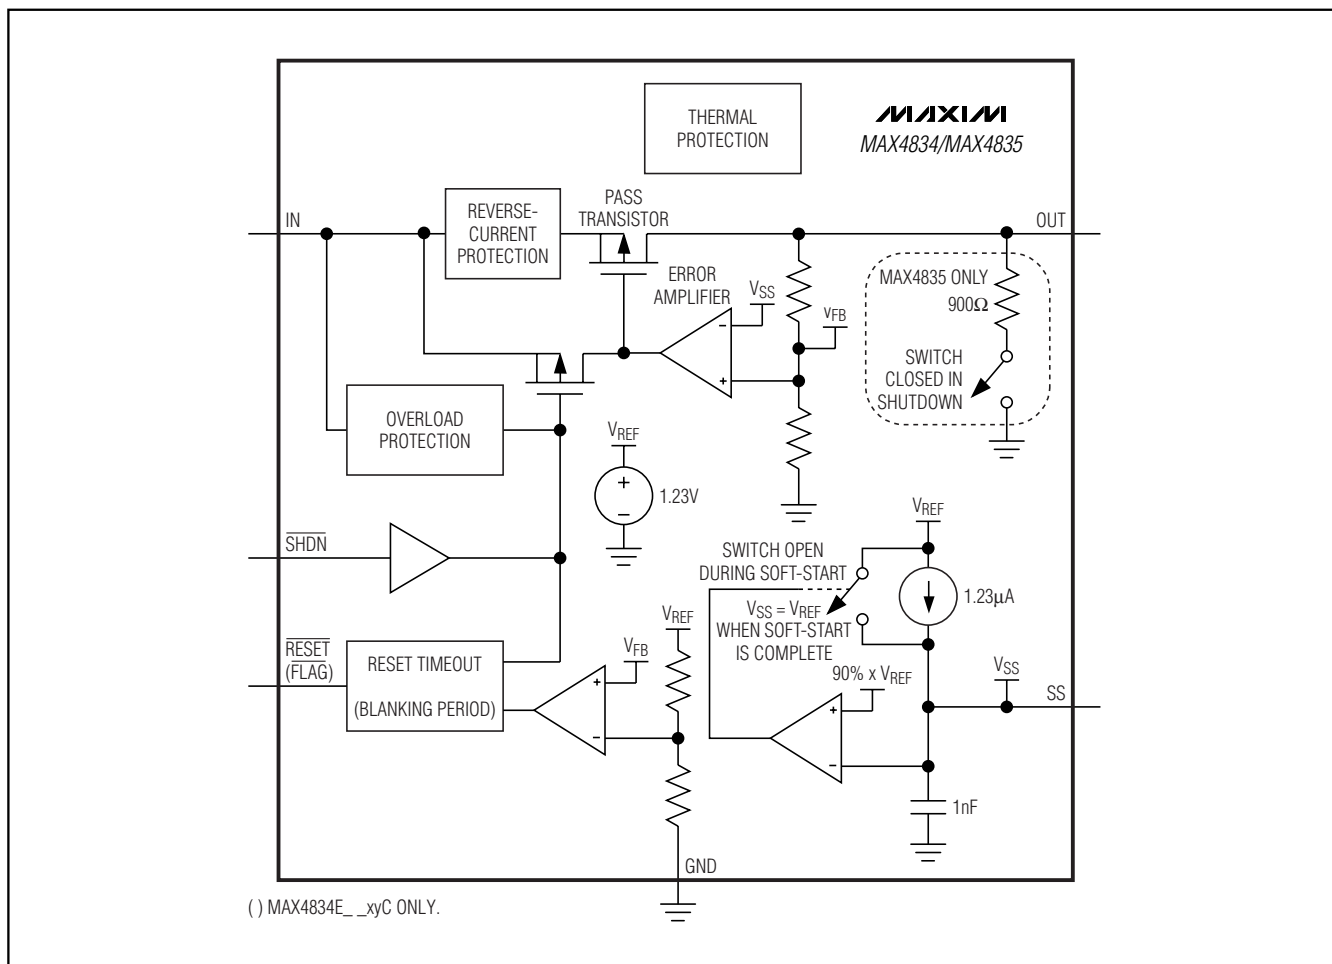 THERMAL
PROTECTION
MAXIM
MAX4834/MAX4835
IN
REVERSE-
CURRENT
PROTECTION
PASS
TRANSISTOR
OUT
ERROR
AMPLIFIER
VSS
−
+
VFB
MAX4835 ONLY
900Ω
SWITCH
CLOSED IN
SHUTDOWN
OVERLOAD
PROTECTION
VREF
+
−
1.23V
SHDN
VREF
SWITCH OPEN
DURING SOFT-START
1.23µA
VSS = VREF
WHEN SOFT-START
IS COMPLETE
RESET
(FLAG)
RESET TIMEOUT
(BLANKING PERIOD)
VFB
+
−
VREF
90% x VREF
+
−
VSS
SS
1nF
GND
( ) MAX4834E_ _xyC ONLY.